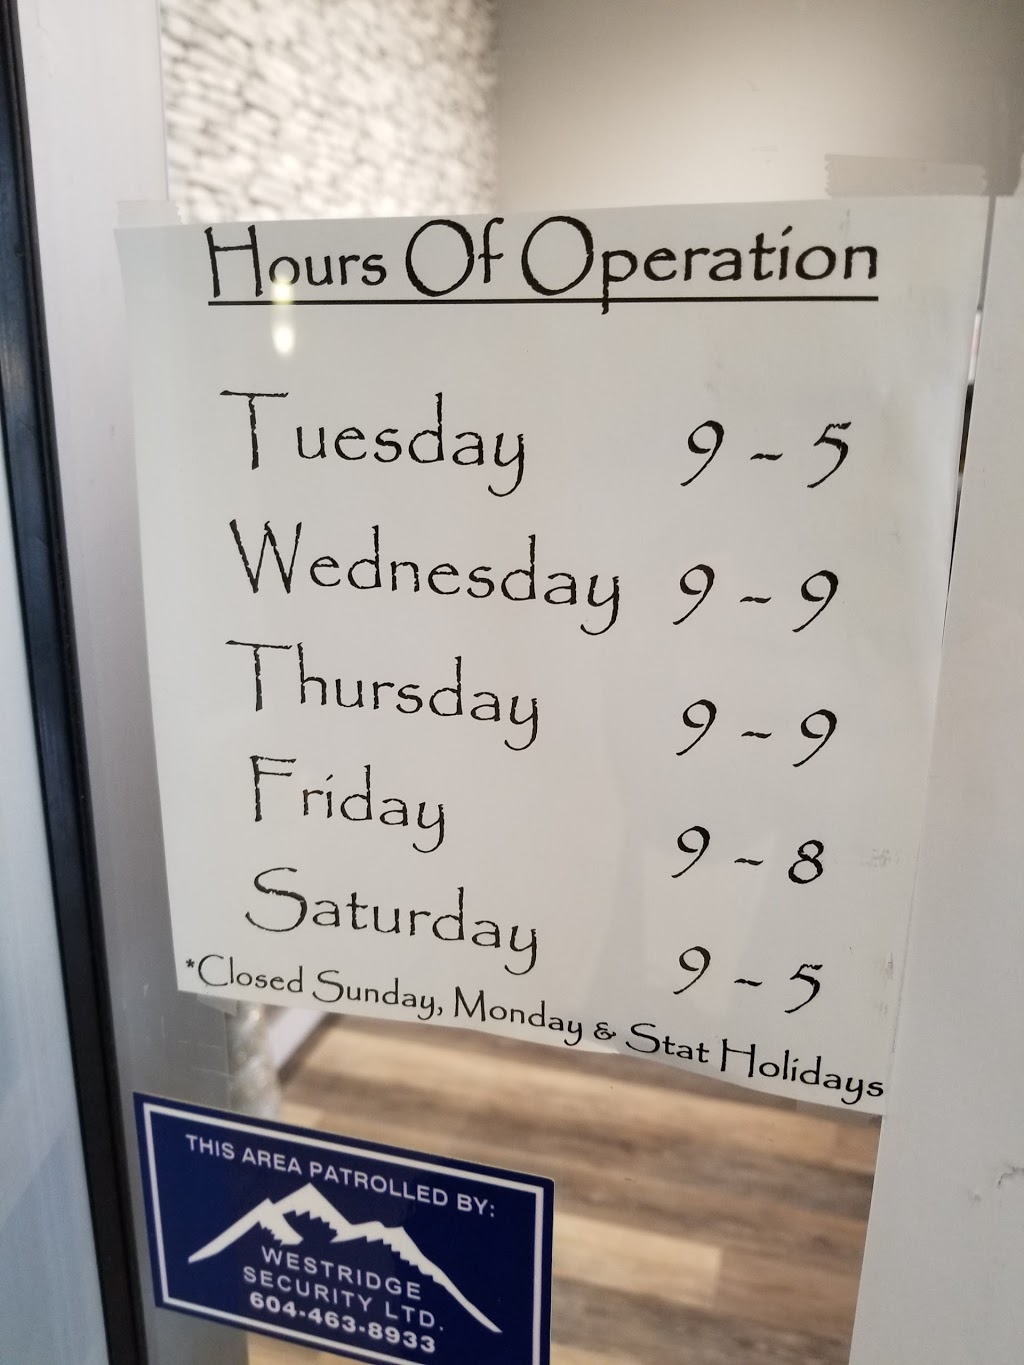 Hours Of Operation
Tuesday 9 - 5
Wednesday 9 - 9
Thursday 9 - 9
Friday 9 - 8
Saturday 9 - 5
*Closed Sunday, Monday & Stat Holidays
THIS AREA PATROLLED BY:
WESTRIDGE
SECURITY LTD.
604-463-8933